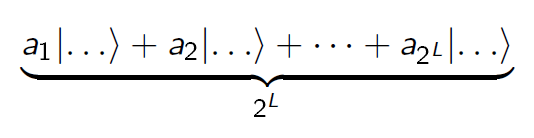 a₁|…⟩ + a₂|…⟩ + ⋯ + a_{2^L}|…⟩
2^L